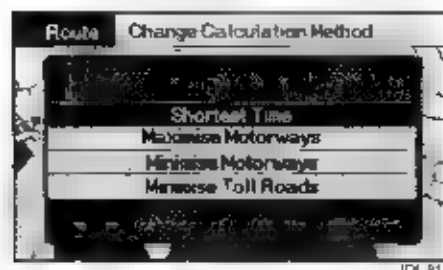 Route Change Calculation Method
Shortest Time
Maximise Motorways
Minimise Motorways
Minimise Toll Roads